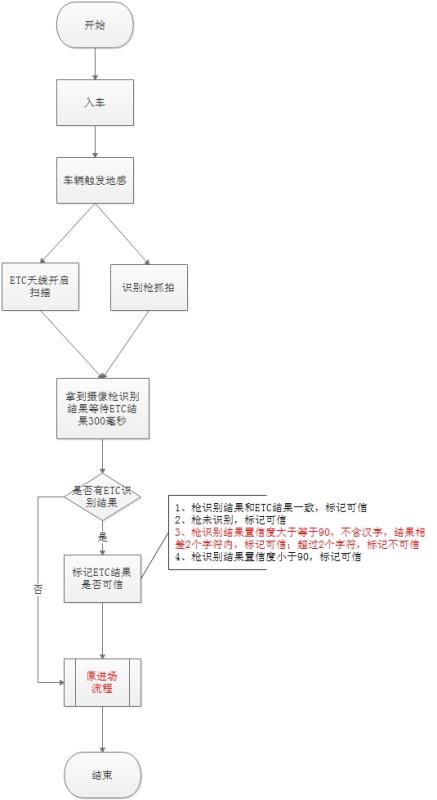 开始
入车
车辆触发地感
ETC天线开启
扫描
识别枪抓拍
拿到摄像枪识别
结果等待ETC结
果300毫秒
是否有ETC识
别结果
是
1、枪识别结果和ETC结果一致，标记可信
2、枪未识别，标记可信
3、枪识别结果置信度大于等于90，不含汉字，结果相
差2个字符内，标记可信；超过2个字符，标记不可信
4、枪识别结果置信度小于90，标记可信
标记ETC结果
是否可信
否
原进场
流程
结束